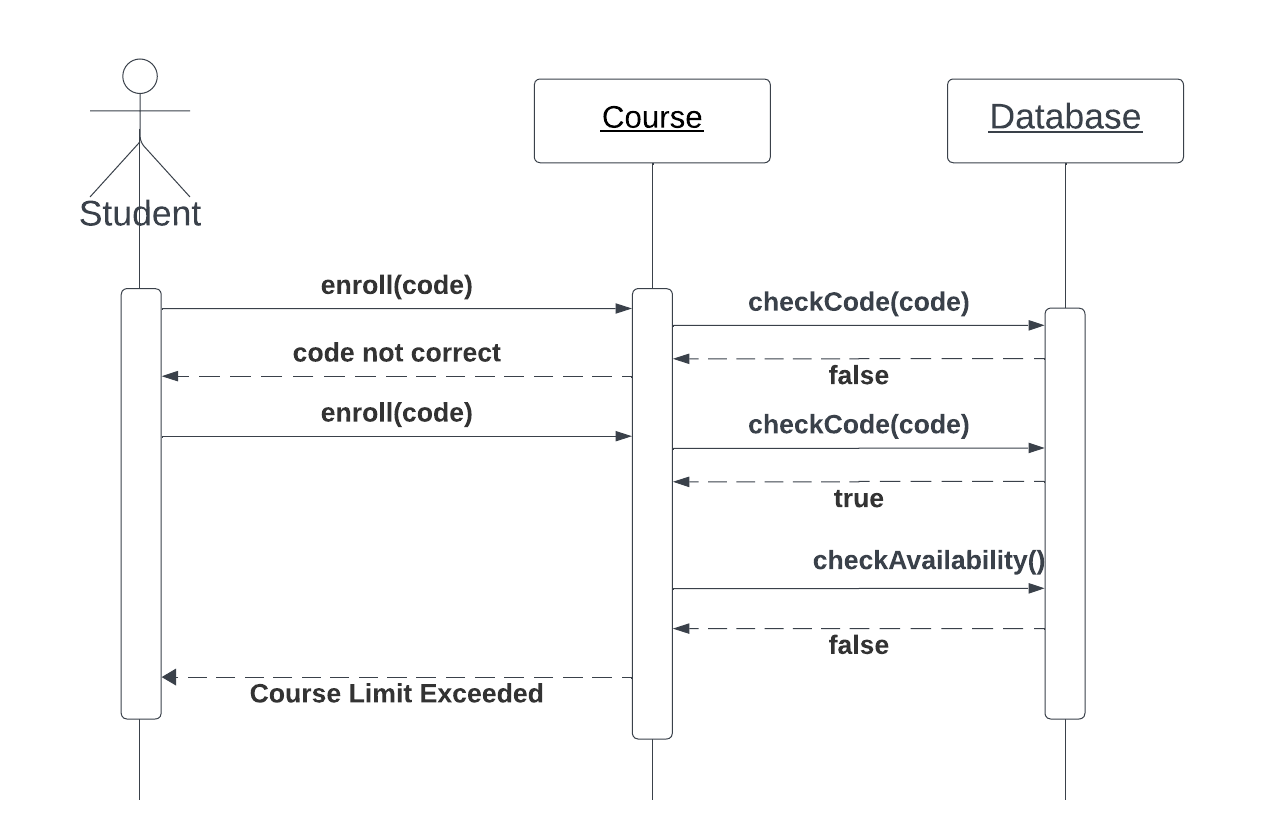 Course
Database
Student
enroll(code)
checkCode(code)
code not correct
false
enroll(code)
checkCode(code)
true
checkAvailability()
false
Course Limit Exceeded